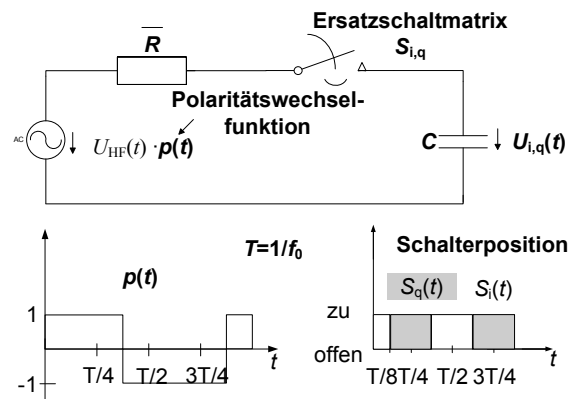 R
Ersatzschaltmatrix
Si,q
Polaritätswechsel-
funktion
AC
UHF(t) · p(t)
C
Ui,q(t)
T=1/f0
p(t)
1
-1
T/4
T/2
3T/4
t
Schalterposition
Sq(t)
Si(t)
zu
offen
T/8
T/4
T/2
3T/4
t